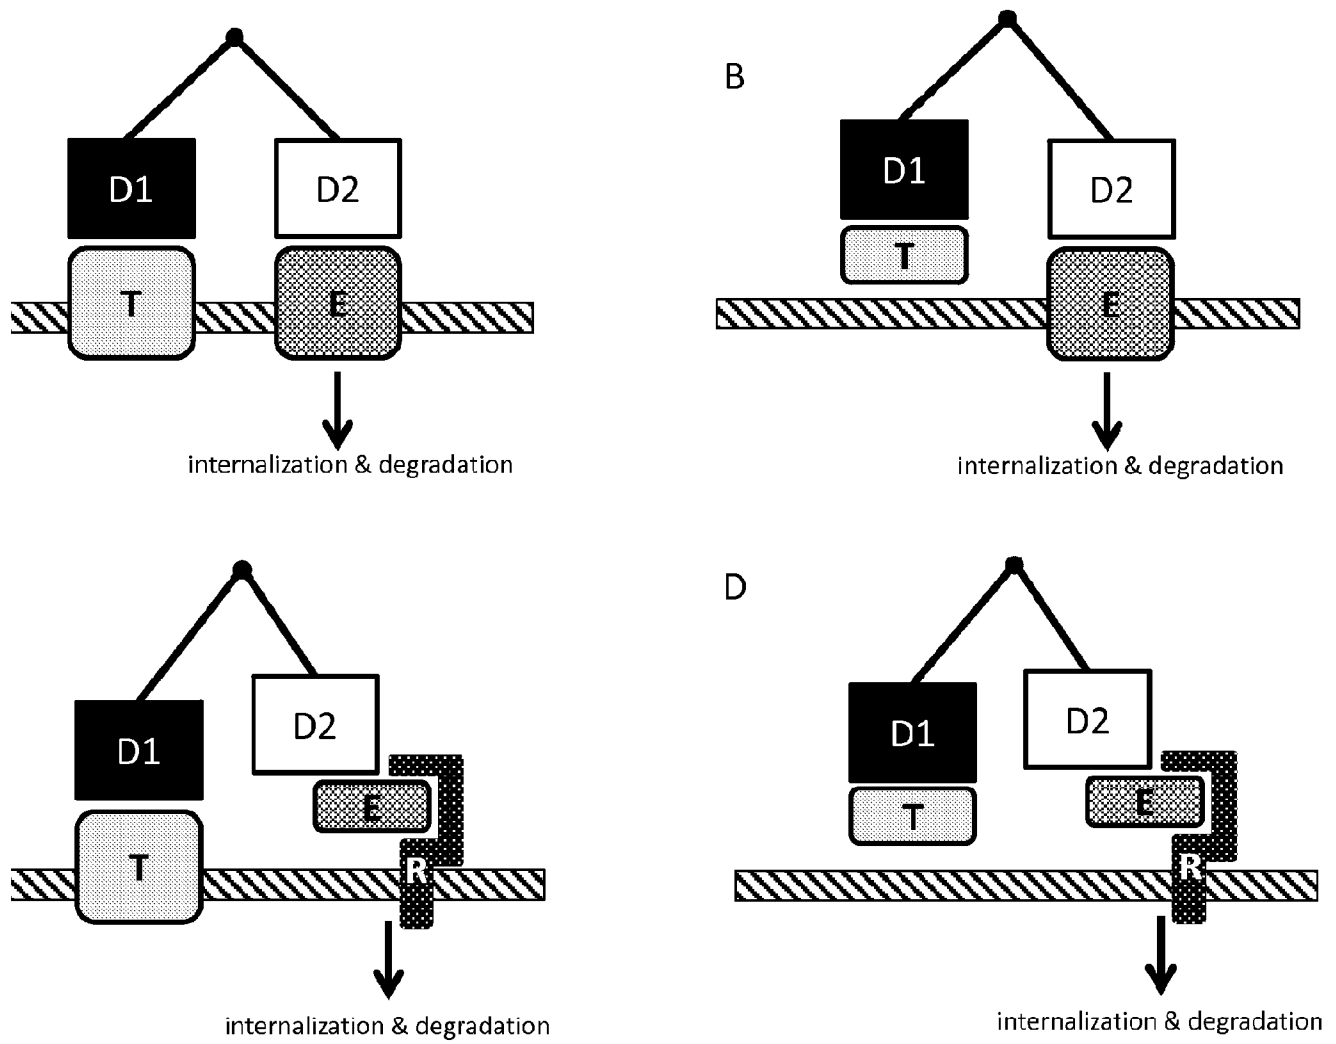 B
D1
D2
D1
D2
T
E
T
E
internalization & degradation
internalization & degradation
D
D1
D2
D1
D2
E
E
T
R
T
R
internalization & degradation
internalization & degradation